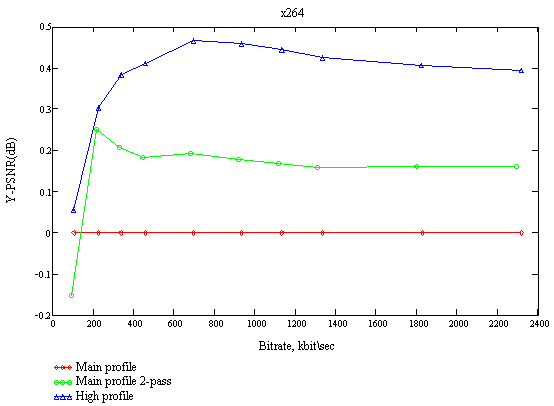 x264
0.5
0.4
0.3
0.2
0.1
0
-0.1
-0.2
Y-PSNR(dB)
0 200 400 600 800 1000 1200 1400 1600 1800 2000 2200 2400
Bitrate, kbit\sec
Main profile
Main profile 2-pass
High profile